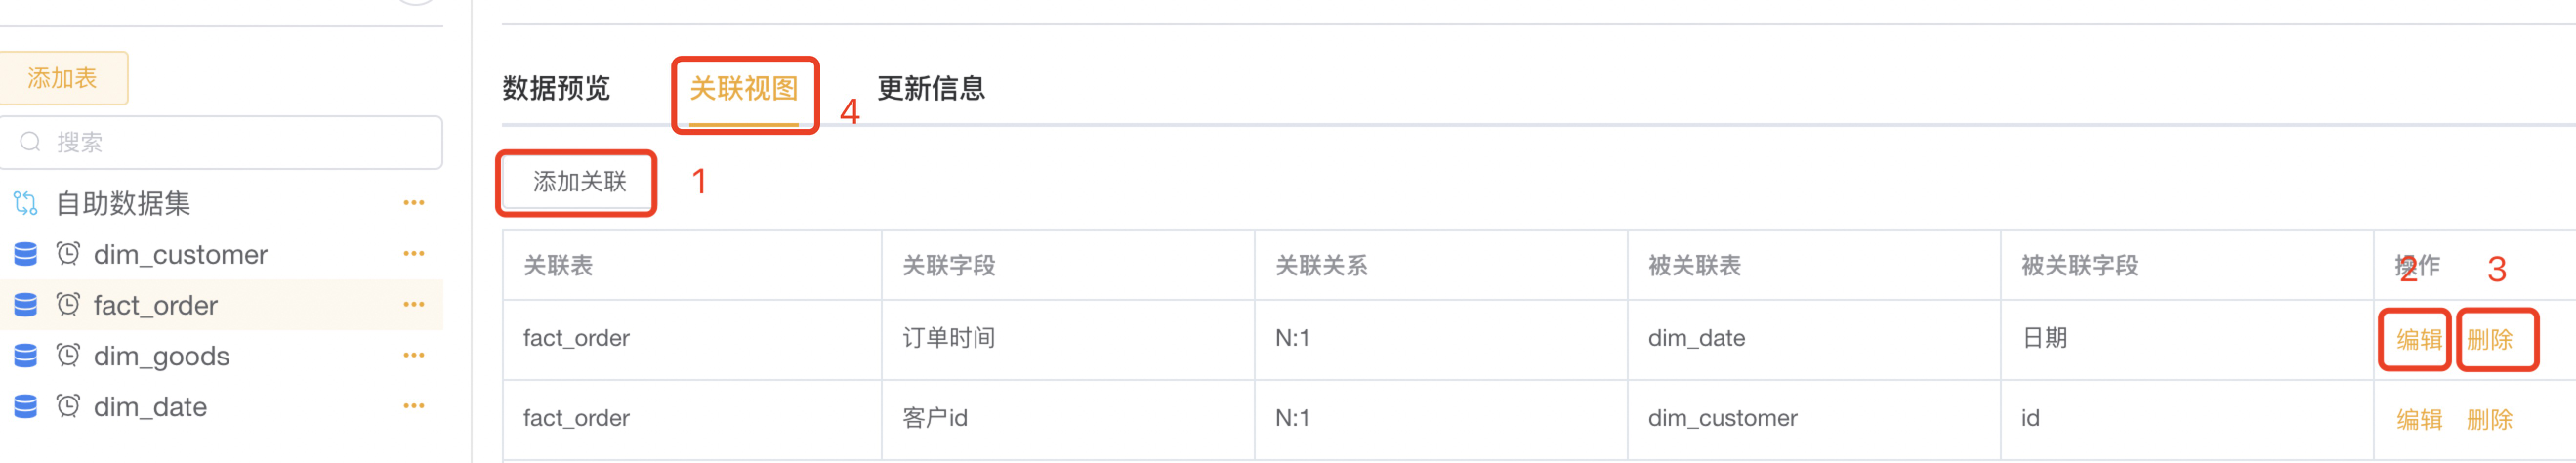 添加表
搜索
自助数据集
dim_customer
fact_order
dim_goods
dim_date
数据预览 关联视图 4 更新信息
添加关联 1
关联表 关联字段 关联关系 被关联表 被关联字段 操作 2 3
fact_order 订单时间 N:1 dim_date 日期 编辑 删除
fact_order 客户id N:1 dim_customer id 编辑 删除